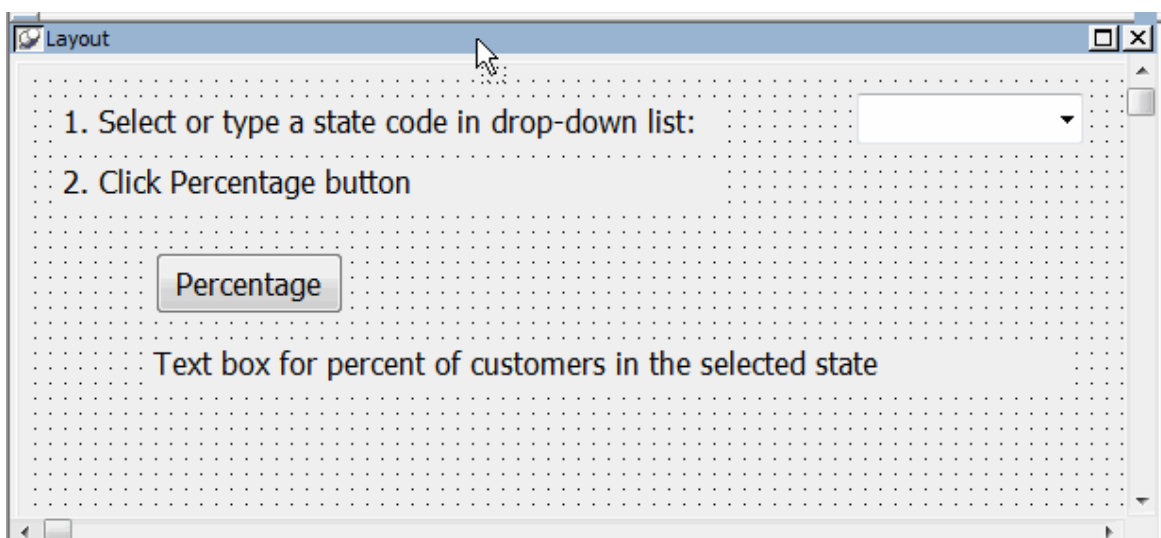 Layout
1. Select or type a state code in drop-down list:
2. Click Percentage button
Percentage
Text box for percent of customers in the selected state